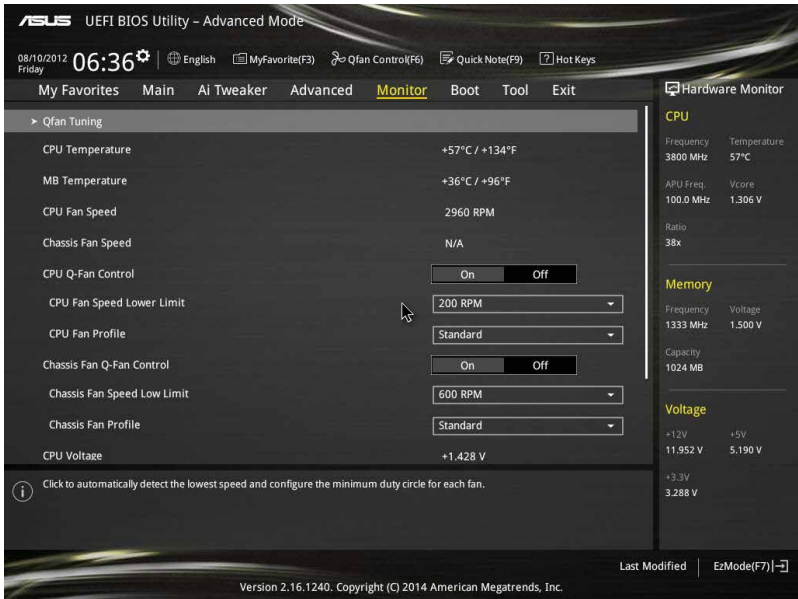 ASUS UEFI BIOS Utility – Advanced Mode
08/10/2012
Friday
06:36
English
MyFavorite(F3)
Qfan Control(F6)
Quick Note(F9)
? Hot Keys
My Favorites
Main
Ai Tweaker
Advanced
Monitor
Boot
Tool
Exit
> Qfan Tuning
CPU Temperature +57°C / +134°F
MB Temperature +36°C / +96°F
CPU Fan Speed 2960 RPM
Chassis Fan Speed N/A
CPU Q-Fan Control On Off
CPU Fan Speed Lower Limit 200 RPM
CPU Fan Profile Standard
Chassis Fan Q-Fan Control On Off
Chassis Fan Speed Low Limit 600 RPM
Chassis Fan Profile Standard
CPU Voltage +1.428 V
Click to automatically detect the lowest speed and configure the minimum duty circle for each fan.
Hardware Monitor
CPU
Frequency Temperature
3800 MHz 57°C
APU Freq. Vcore
100.0 MHz 1.306 V
Ratio
38x
Memory
Frequency Voltage
1333 MHz 1.500 V
Capacity
1024 MB
Voltage
+12V +5V
11.952 V 5.190 V
+3.3V
3.288 V
Last Modified
EzMode(F7)
Version 2.16.1240. Copyright (C) 2014 American Megatrends, Inc.